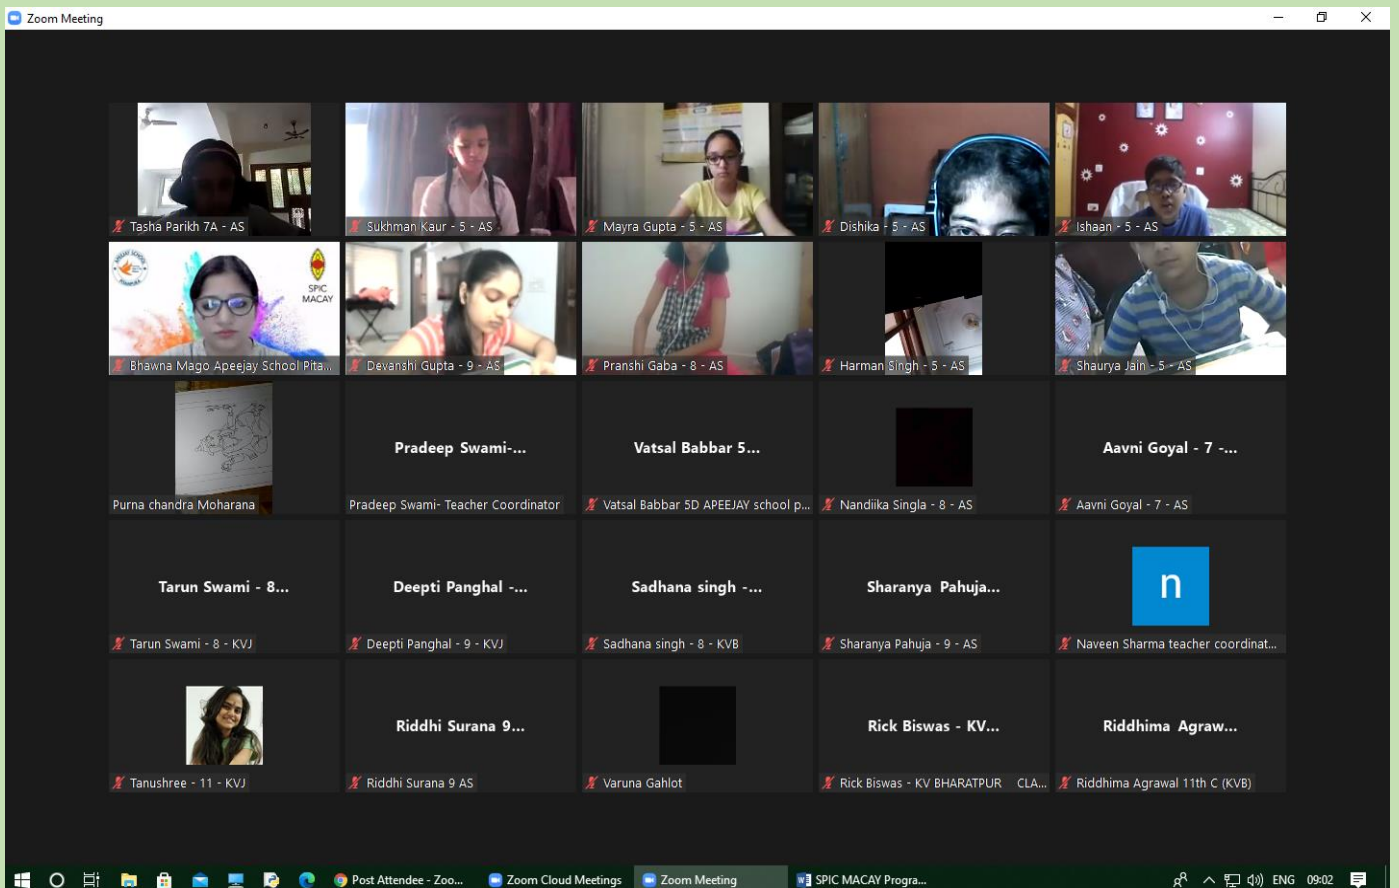 Zoom Meeting
Tasha Parikh 7A - AS
Sukhman Kaur - 5 - AS
Mayra Gupta - 5 - AS
Dishika - 5 - AS
Ishaan - 5 - AS
SPIC
MACAY
Bhawna Mago Apeejay School Pita...
Devanshi Gupta - 9 - AS
Pranshi Gaba - 8 - AS
Harman Singh - 5 - AS
Shaurya Jain - 5 - AS
Pradeep Swami-...
Vatsal Babbar 5...
Aavni Goyal - 7 -...
Purna chandra Moharana
Pradeep Swami- Teacher Coordinator
Vatsal Babbar 5D APEEJAY school p...
Nandiika Singla - 8 - AS
Aavni Goyal - 7 - AS
Tarun Swami - 8...
Deepti Panghal -...
Sadhana singh -...
Sharanya Pahuja...
n
Tarun Swami - 8 - KVJ
Deepti Panghal - 9 - KVJ
Sadhana singh - 8 - KVB
Sharanya Pahuja - 9 - AS
Naveen Sharma teacher coordinat...
Riddhi Surana 9...
Rick Biswas - KV...
Riddhima Agraw...
Tanushree - 11 - KVJ
Riddhi Surana 9 AS
Varuna Gahlot
Rick Biswas - KV BHARATPUR CLA...
Riddhima Agrawal 11th C (KVB)
Post Attendee - Zoo...
Zoom Cloud Meetings
Zoom Meeting
SPIC MACAY Progra...
ENG
09:02